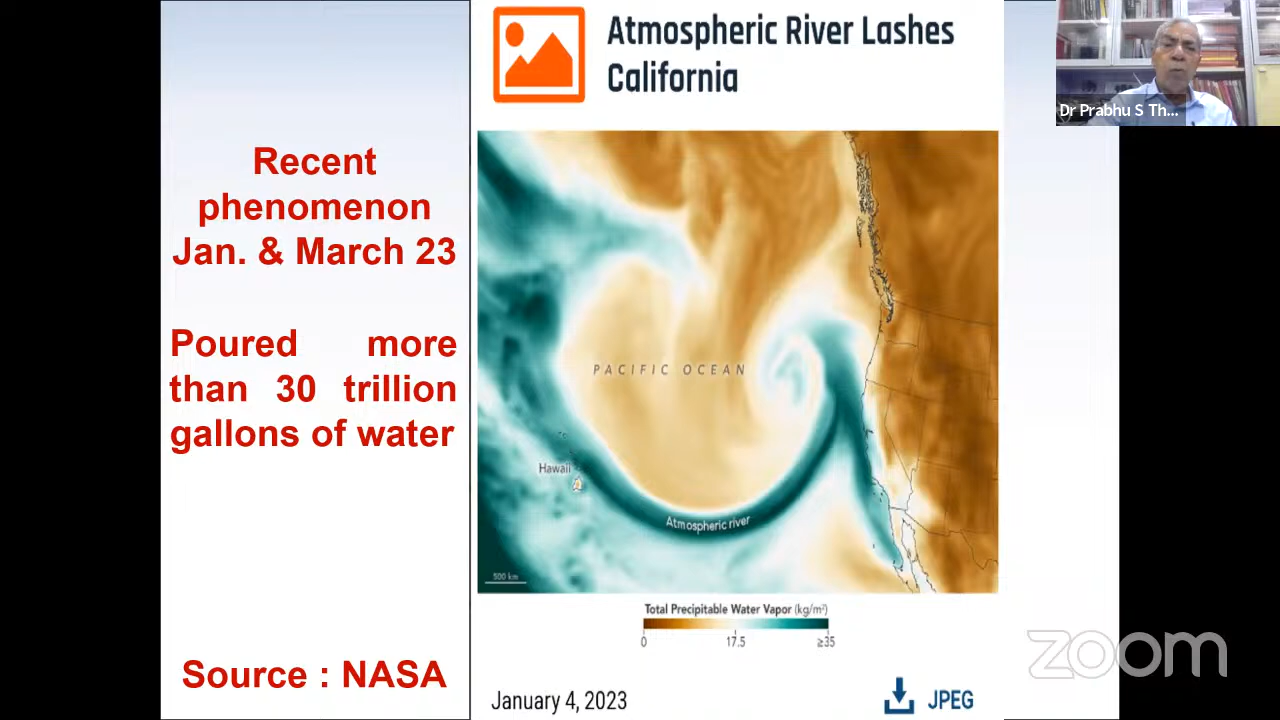 Atmospheric River Lashes
California
Dr Prabhu S Th...
Recent
phenomenon
Jan. & March 23
Poured more
than 30 trillion
gallons of water
PACIFIC OCEAN
Hawaii
Atmospheric river
500 km
Total Precipitable Water Vapor (kg/m²)
0 17.5 ≥35
Source : NASA
January 4, 2023
JPEG
zoom